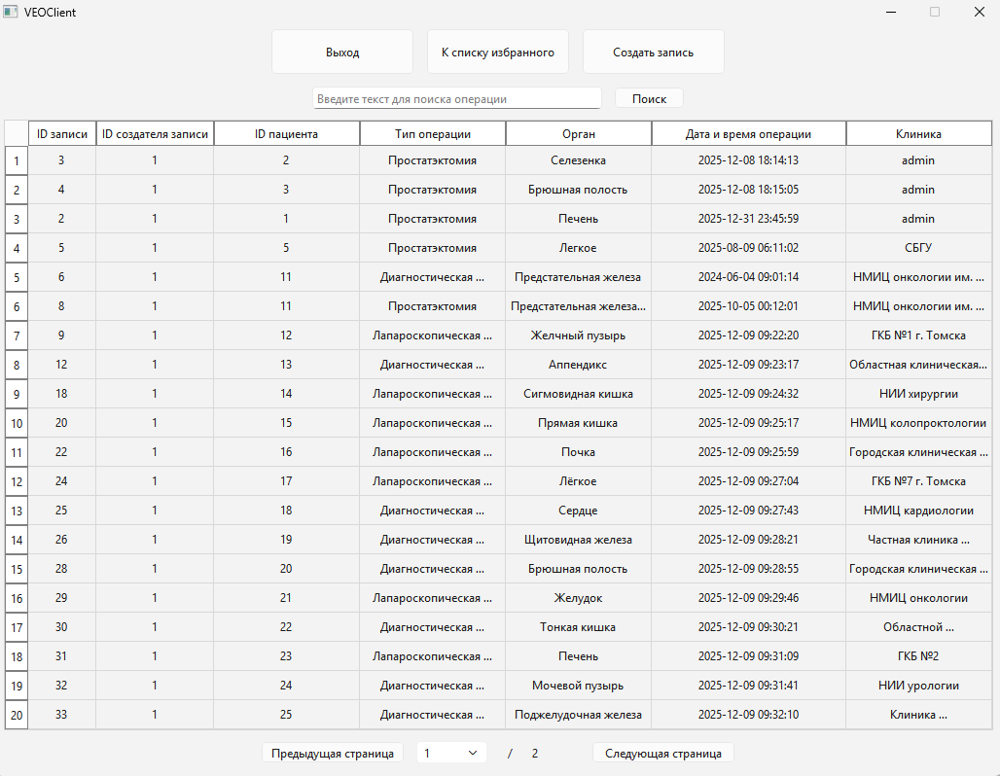 VEOClient
Выход К списку избранного Создать запись
Введите текст для поиска операции Поиск
ID записи ID создателя записи ID пациента Тип операции Орган Дата и время операции Клиника
1 3 1 2 Простатэктомия Селезенка 2025-12-08 18:14:13 admin
2 4 1 3 Простатэктомия Брюшная полость 2025-12-08 18:15:05 admin
3 2 1 1 Простатэктомия Печень 2025-12-31 23:45:59 admin
4 5 1 5 Простатэктомия Легкое 2025-08-09 06:11:02 СБГУ
5 6 1 11 Диагностическая ... Предстательная железа 2024-06-04 09:01:14 НМИЦ онкологии им. ...
6 8 1 11 Простатэктомия Предстательная железа... 2025-10-05 00:12:01 НМИЦ онкологии им. ...
7 9 1 12 Лапароскопическая ... Желчный пузырь 2025-12-09 09:22:20 ГКБ №1 г. Томска
8 12 1 13 Диагностическая ... Аппендикс 2025-12-09 09:23:17 Областная клиническая...
9 18 1 14 Лапароскопическая ... Сигмовидная кишка 2025-12-09 09:24:32 НИИ хирургии
10 20 1 15 Лапароскопическая ... Прямая кишка 2025-12-09 09:25:17 НМИЦ колопроктологии
11 22 1 16 Лапароскопическая ... Почка 2025-12-09 09:25:59 Городская клиническая ...
12 24 1 17 Лапароскопическая ... Лёгкое 2025-12-09 09:27:04 ГКБ №7 г. Томска
13 25 1 18 Диагностическая ... Сердце 2025-12-09 09:27:43 НМИЦ кардиологии
14 26 1 19 Диагностическая ... Щитовидная железа 2025-12-09 09:28:21 Частная клиника ...
15 28 1 20 Диагностическая ... Брюшная полость 2025-12-09 09:28:55 Городская клиническая ...
16 29 1 21 Лапароскопическая ... Желудок 2025-12-09 09:29:46 НМИЦ онкологии
17 30 1 22 Диагностическая ... Тонкая кишка 2025-12-09 09:30:21 Областной ...
18 31 1 23 Лапароскопическая ... Печень 2025-12-09 09:31:09 ГКБ №2
19 32 1 24 Диагностическая ... Мочевой пузырь 2025-12-09 09:31:41 НИИ урологии
20 33 1 25 Диагностическая ... Поджелудочная железа 2025-12-09 09:32:10 Клиника ...
Предыдущая страница 1 / 2 Следующая страница